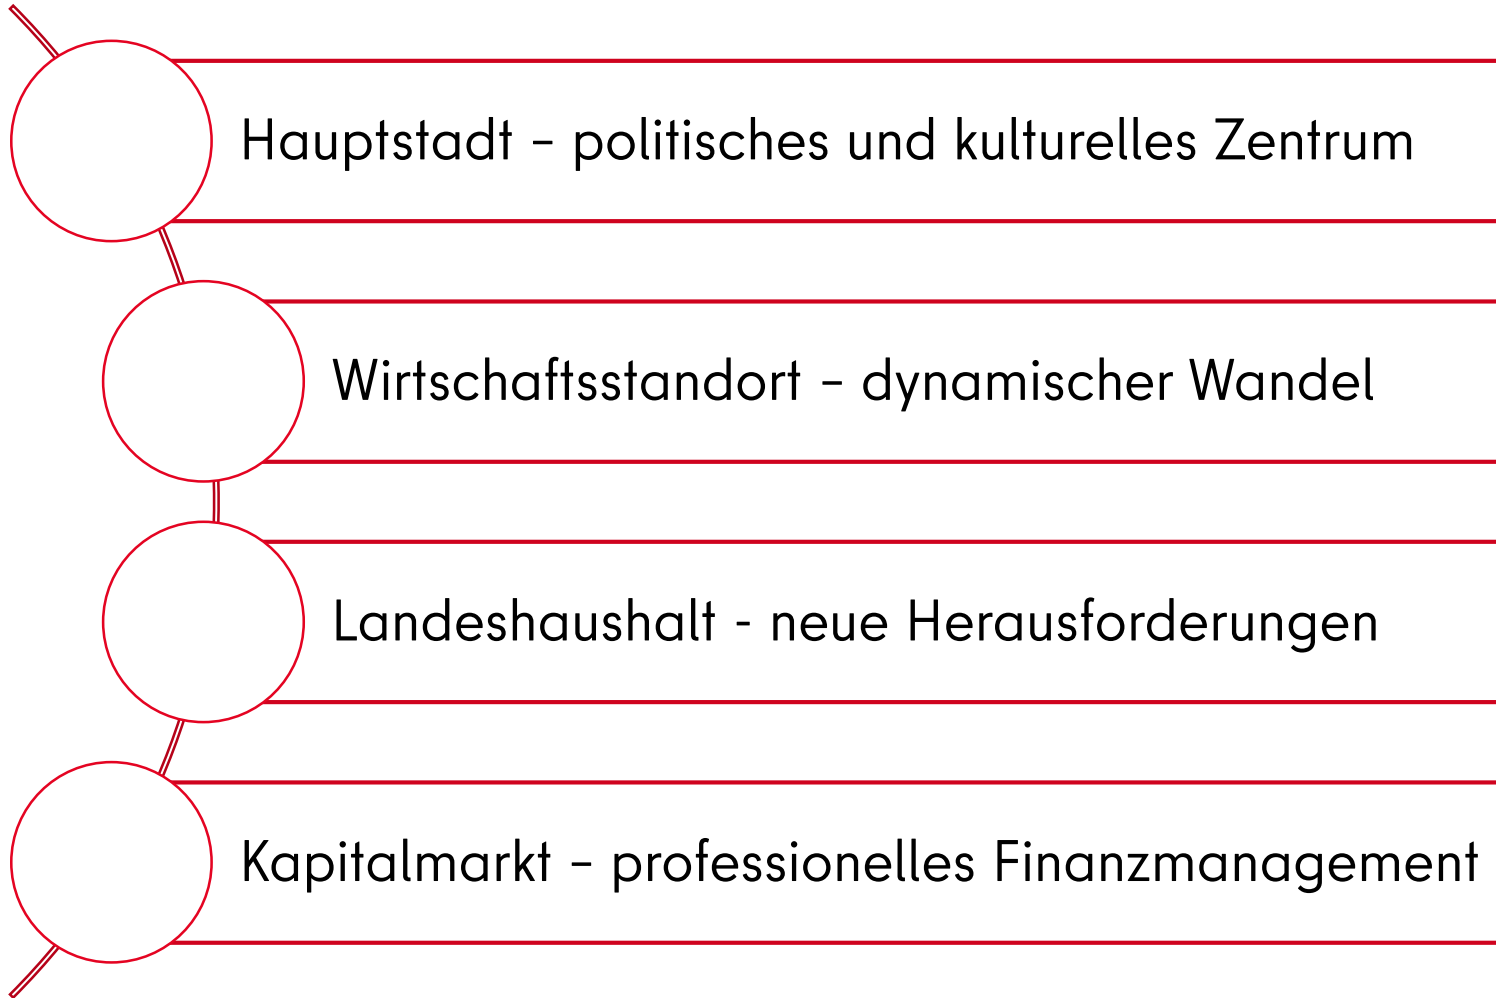 Hauptstadt – politisches und kulturelles Zentrum
Wirtschaftsstandort – dynamischer Wandel
Landeshaushalt - neue Herausforderungen
Kapitalmarkt – professionelles Finanzmanagement